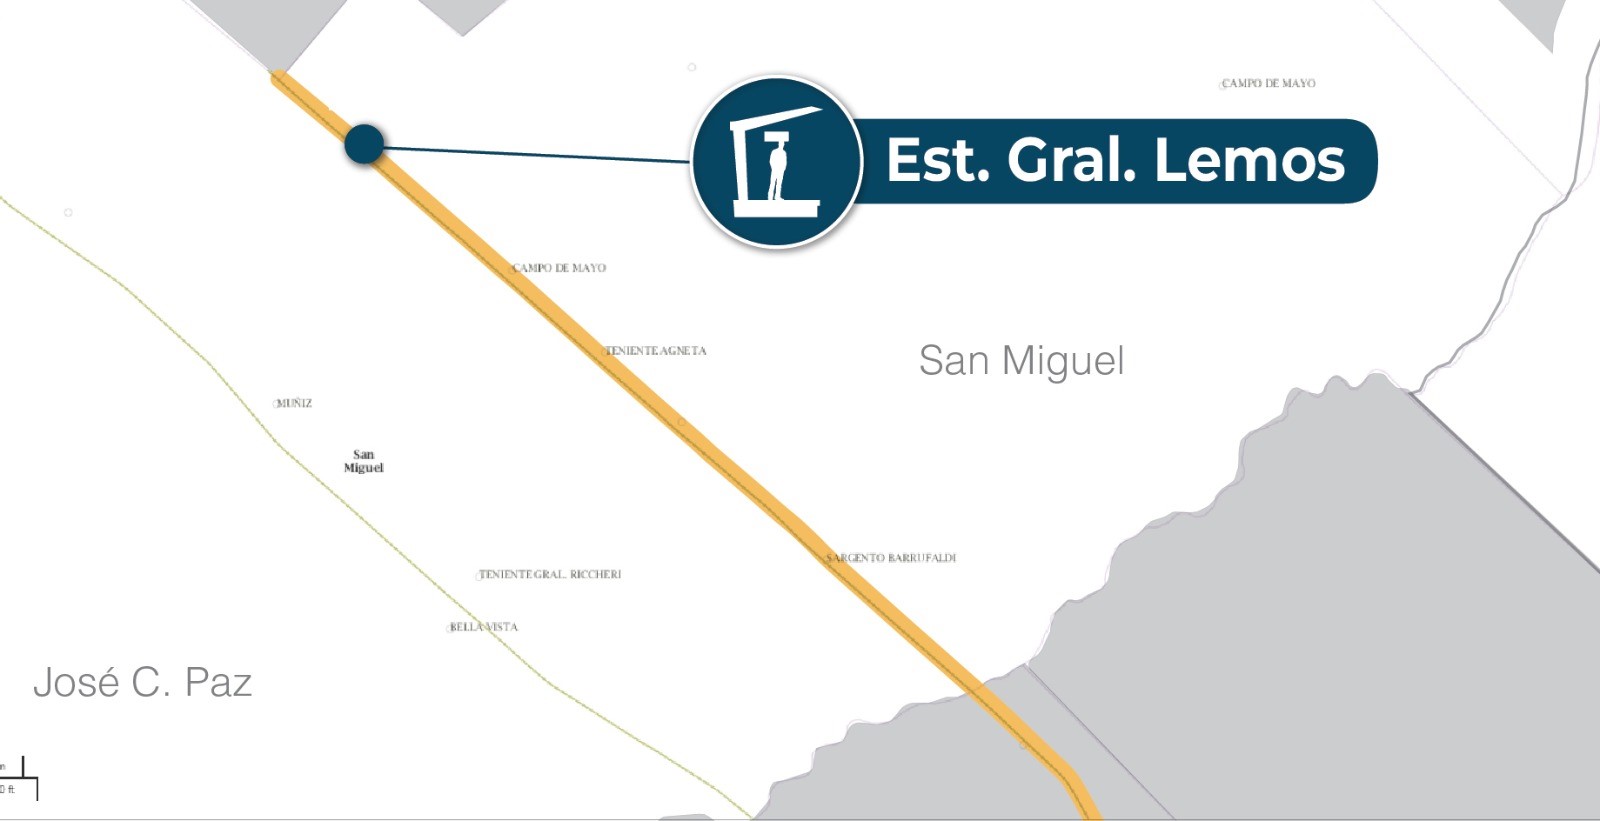 CAMPO DE MAYO
Est. Gral. Lemos
CAMPO DE MAYO
TENIENTE AGNETA
San Miguel
MUÑIZ
San
Miguel
SARGENTO BARRUFALDI
TENIENTE GRAL. RICCHERI
BELLA VISTA
José C. Paz
ft